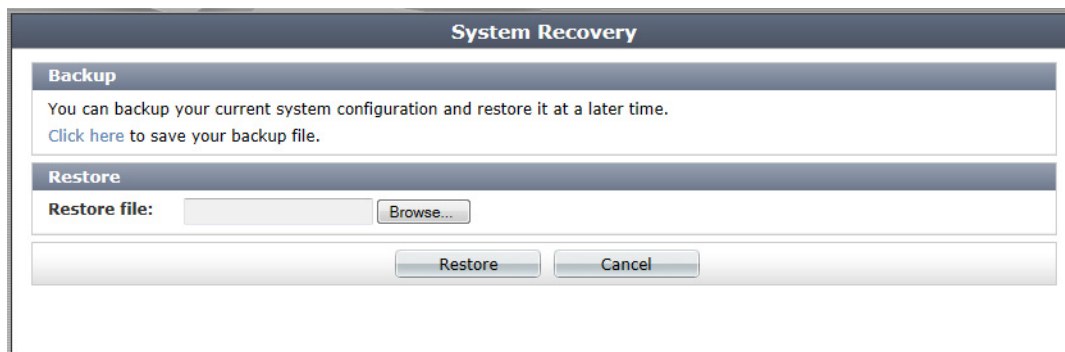 System Recovery
Backup
You can backup your current system configuration and restore it at a later time.
Click here to save your backup file.
Restore
Restore file: Browse...
Restore Cancel